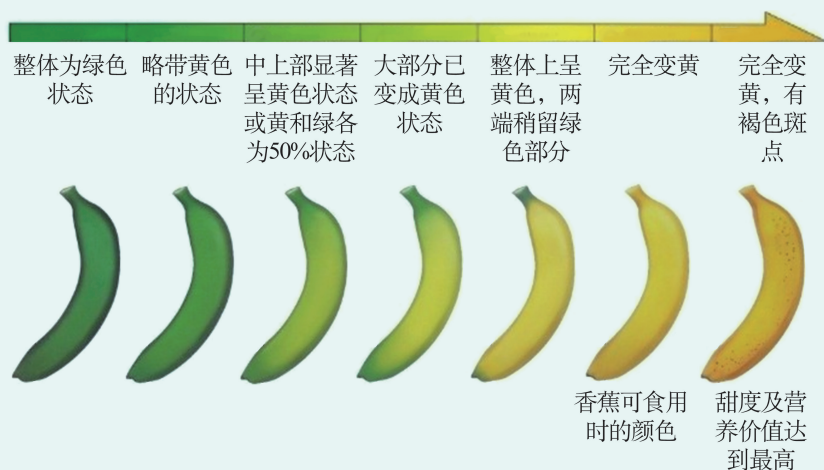 整体为绿色
状态
略带黄色
的状态
中上部显著
呈黄色状态
或黄和绿各
为50%状态
大部分已
变成黄色
状态
整体上呈
黄色，两
端稍留绿
色部分
完全变黄
完全变
黄，有
褐色斑
点
香蕉可食用
时的颜色
甜度及营
养价值达
到最高